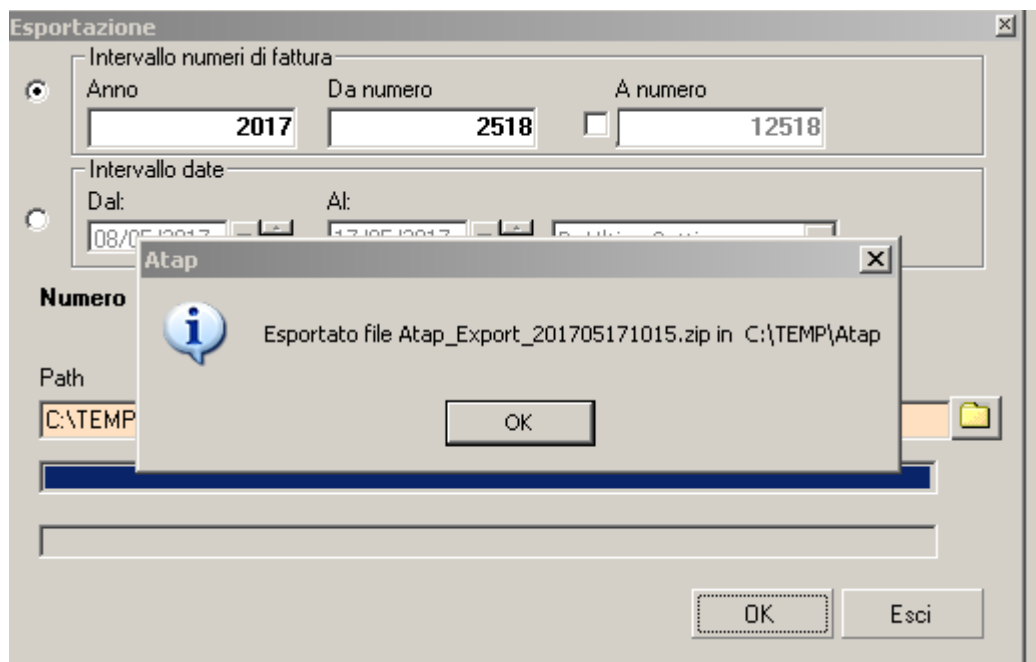 Esportazione
Intervallo numeri di fattura
Anno Da numero A numero
2017 2518 12518
Intervallo date
Dal: Al:
Atap
Numero
Esportato file Atap_Export_201705171015.zip in C:\TEMP\Atap
Path
C:\TEMP
OK
OK Esci